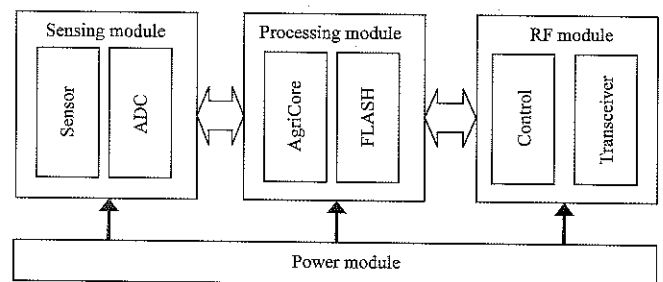 Sensing module
Processing module
RF module
Sensor
ADC
AgriCore
FLASH
Control
Transceiver
Power module